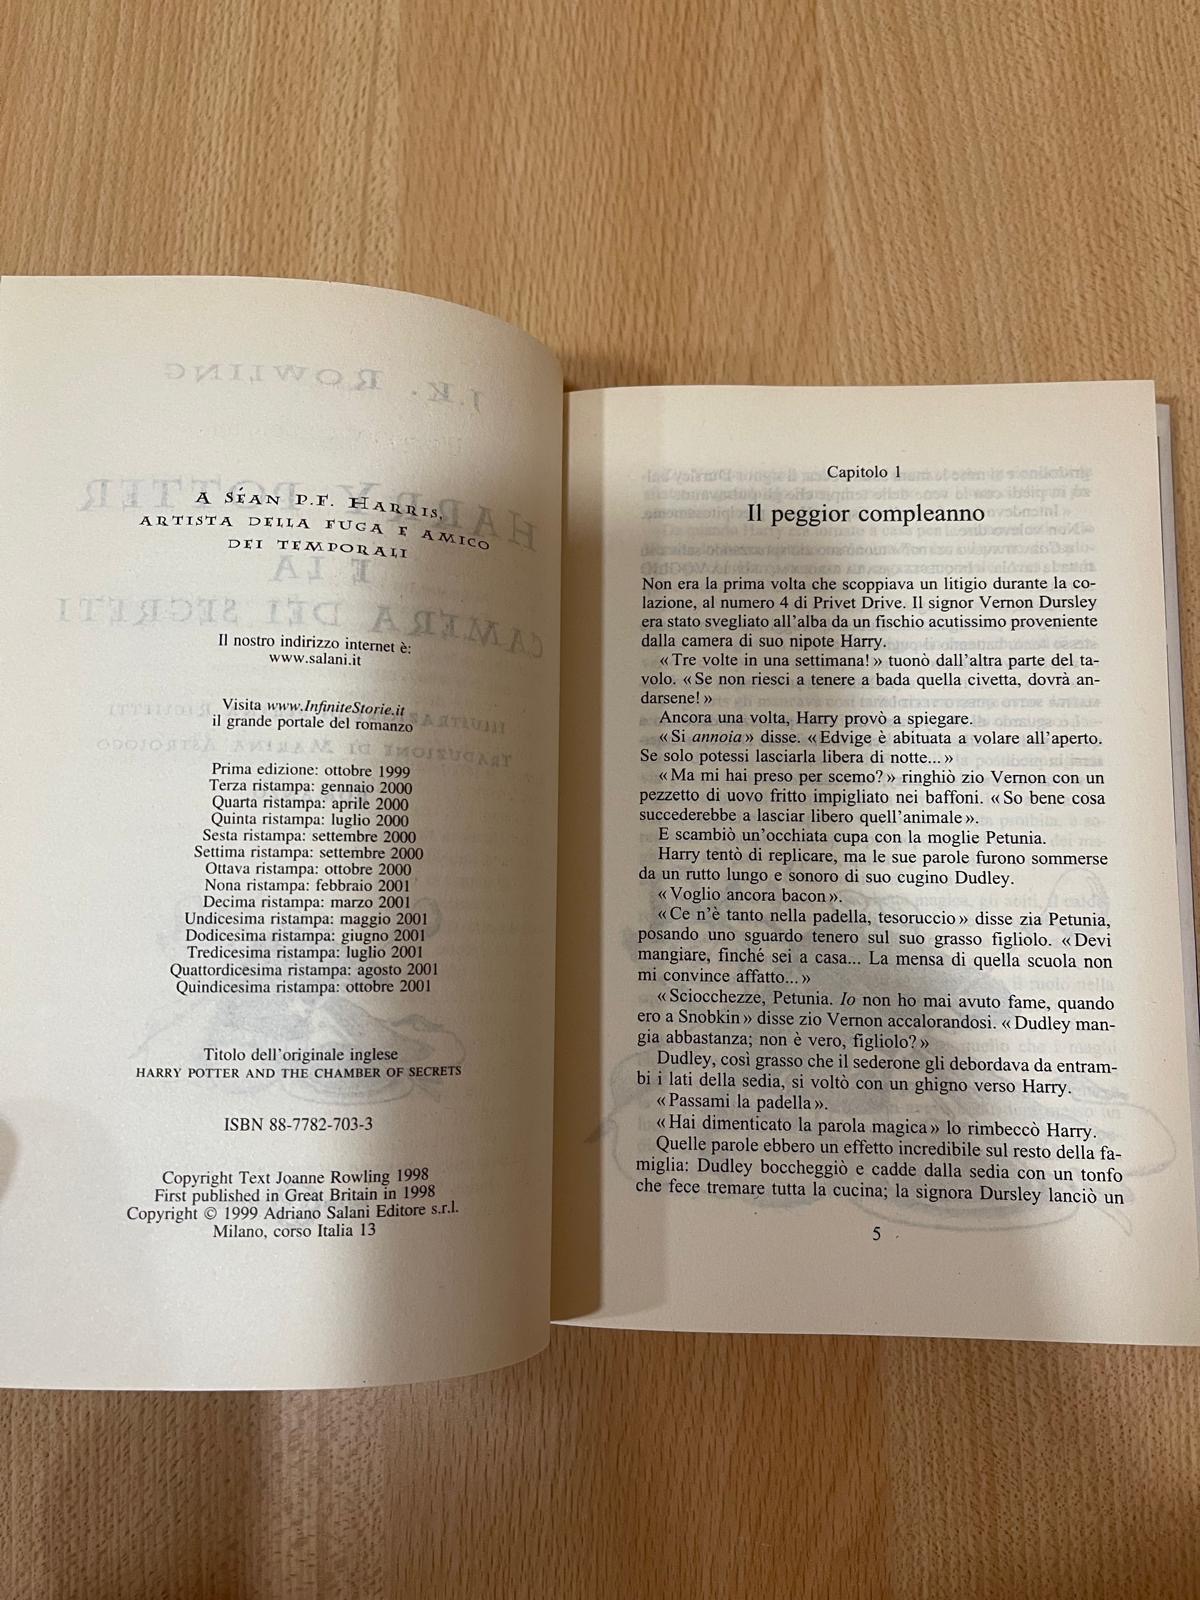 A SÉAN P.F. HARRIS,
ARTISTA DELLA FUGA E AMICO
DEI TEMPORALI
Il nostro indirizzo internet è:
www.salani.it
Visita www.InfiniteStorie.it
il grande portale del romanzo
Prima edizione: ottobre 1999
Terza ristampa: gennaio 2000
Quarta ristampa: aprile 2000
Quinta ristampa: luglio 2000
Sesta ristampa: settembre 2000
Settima ristampa: settembre 2000
Ottava ristampa: ottobre 2000
Nona ristampa: febbraio 2001
Decima ristampa: marzo 2001
Undicesima ristampa: maggio 2001
Dodicesima ristampa: giugno 2001
Tredicesima ristampa: luglio 2001
Quattordicesima ristampa: agosto 2001
Quindicesima ristampa: ottobre 2001
Titolo dell'originale inglese
HARRY POTTER AND THE CHAMBER OF SECRETS
ISBN 88-7782-703-3
Copyright Text Joanne Rowling 1998
First published in Great Britain in 1998
Copyright © 1999 Adriano Salani Editore s.r.l.
Milano, corso Italia 13
Capitolo 1
Il peggior compleanno
Non era la prima volta che scoppiava un litigio durante la co-
lazione, al numero 4 di Privet Drive. Il signor Vernon Dursley
era stato svegliato all'alba da un fischio acutissimo proveniente
dalla camera di suo nipote Harry.
«Tre volte in una settimana!» tuonò dall'altra parte del ta-
volo. «Se non riesci a tenere a bada quella civetta, dovrà an-
darsene!»
Ancora una volta, Harry provò a spiegare.
«Si annoia» disse. «Edvige è abituata a volare all'aperto.
Se solo potessi lasciarla libera di notte...»
«Ma mi hai preso per scemo?» ringhiò zio Vernon con un
pezzetto di uovo fritto impigliato nei baffoni. «So bene cosa
succederebbe a lasciar libero quell'animale».
E scambiò un'occhiata cupa con la moglie Petunia.
Harry tentò di replicare, ma le sue parole furono sommerse
da un rutto lungo e sonoro di suo cugino Dudley.
«Voglio ancora bacon».
«Ce n'è tanto nella padella, tesoruccio» disse zia Petunia,
posando uno sguardo tenero sul suo grasso figliolo. «Devi
mangiare, finché sei a casa... La mensa di quella scuola non
mi convince affatto...»
«Sciocchezze, Petunia. Io non ho mai avuto fame, quando
ero a Snobkin» disse zio Vernon accalorandosi. «Dudley man-
gia abbastanza; non è vero, figliolo?»
Dudley, così grasso che il sederone gli debordava da entram-
bi i lati della sedia, si voltò con un ghigno verso Harry.
«Passami la padella».
«Hai dimenticato la parola magica» lo rimbeccò Harry.
Quelle parole ebbero un effetto incredibile sul resto della fa-
miglia: Dudley boccheggiò e cadde dalla sedia con un tonfo
che fece tremare tutta la cucina; la signora Dursley lanciò un
5